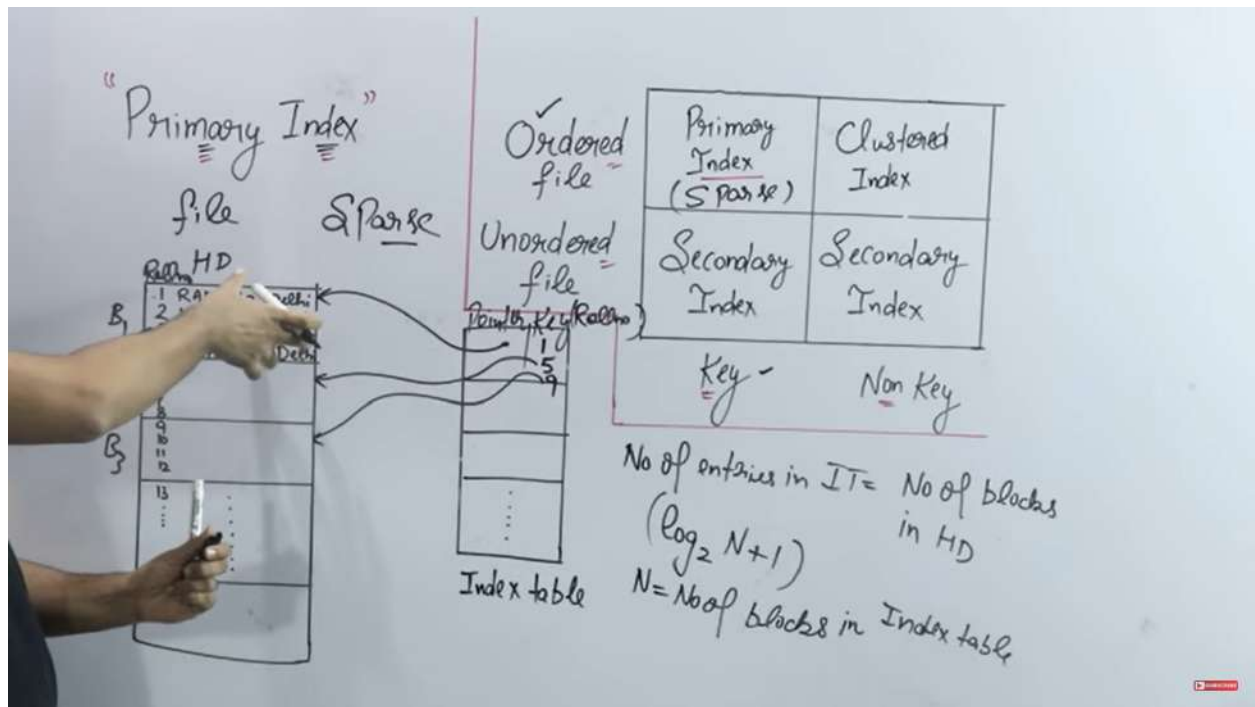 "Primary Index"
file
Sparse
HD
Rollno
1 RA
2
Delhi
B1
8
9
10
11
12
B3
13
Ordered
file
Unordered
file
Primary
Index
(Sparse)
Clustered
Index
Secondary
Index
Secondary
Index
Key
Non Key
Pointer Key (Rollno)
1
5
9
Index table
No of entries in IT = No of blocks
in HD
(log2 N+1)
N = No of blocks in Index table
SUBSCRIBE